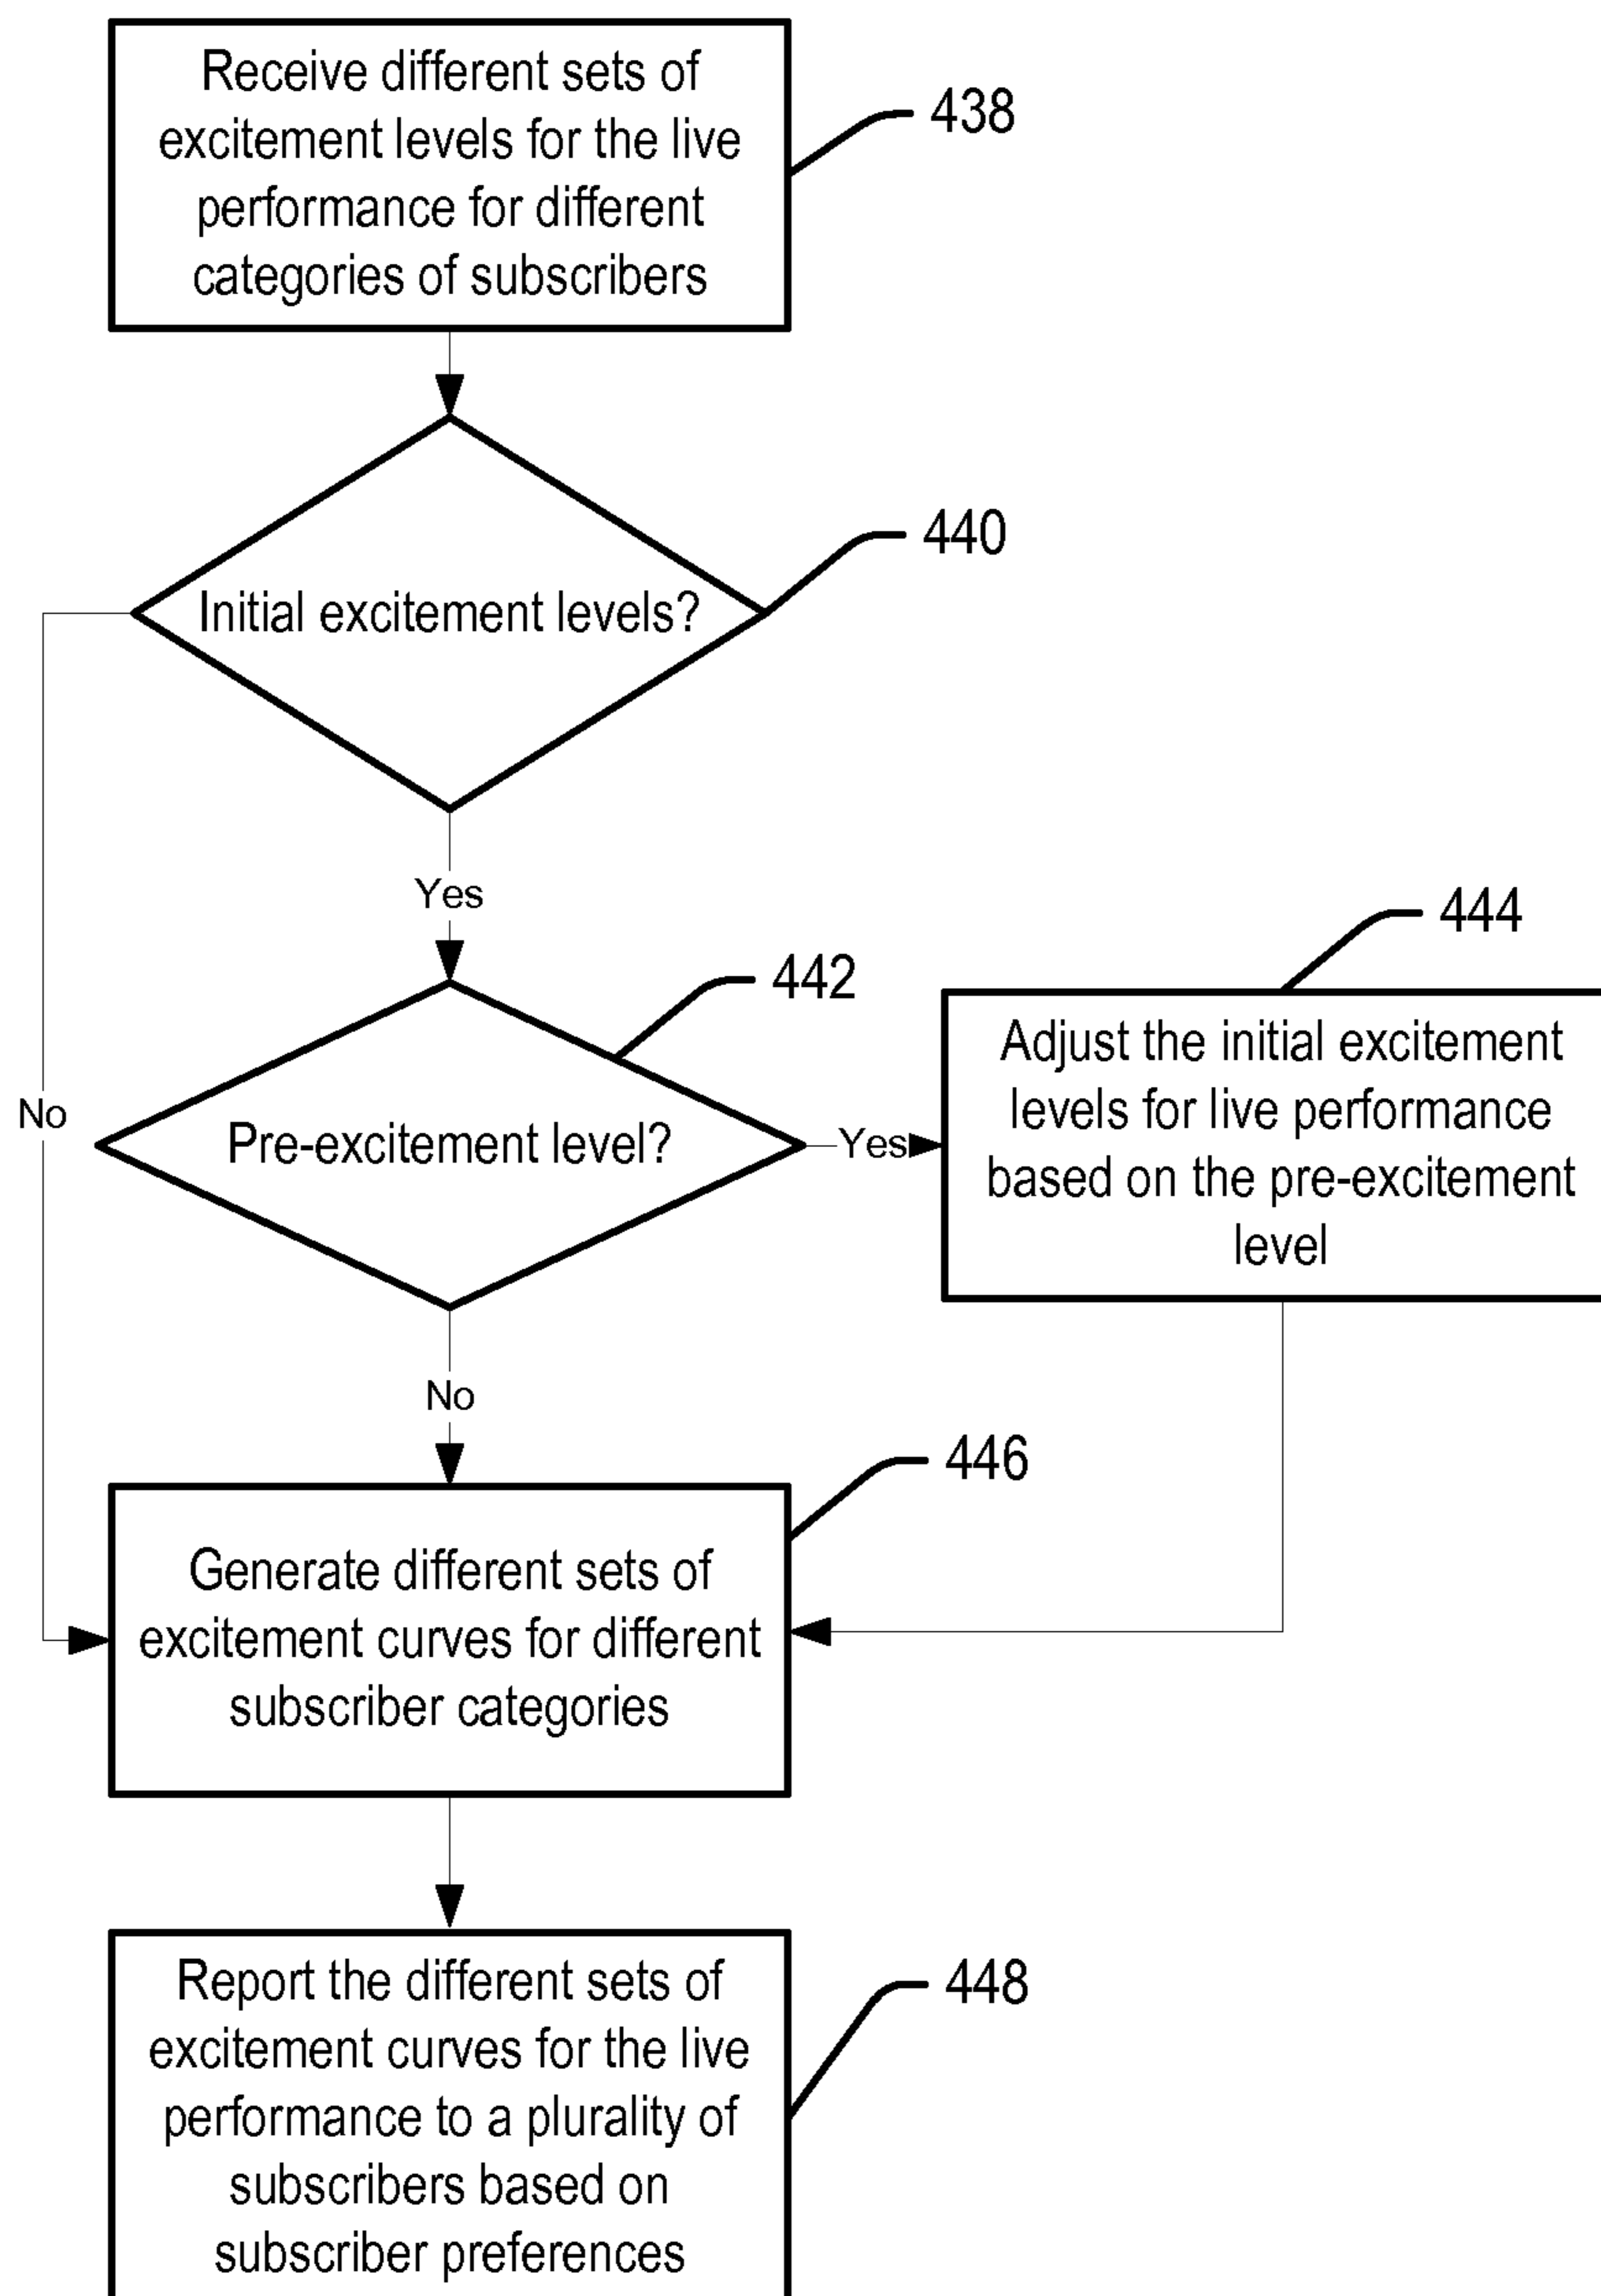 Receive different sets of
excitement levels for the live
performance for different
categories of subscribers
438
440
Initial excitement levels?
Yes
444
442
No
Pre-excitement level?
Yes
Adjust the initial excitement
levels for live performance
based on the pre-excitement
level
No
446
Generate different sets of
excitement curves for different
subscriber categories
448
Report the different sets of
excitement curves for the live
performance to a plurality of
subscribers based on
subscriber preferences